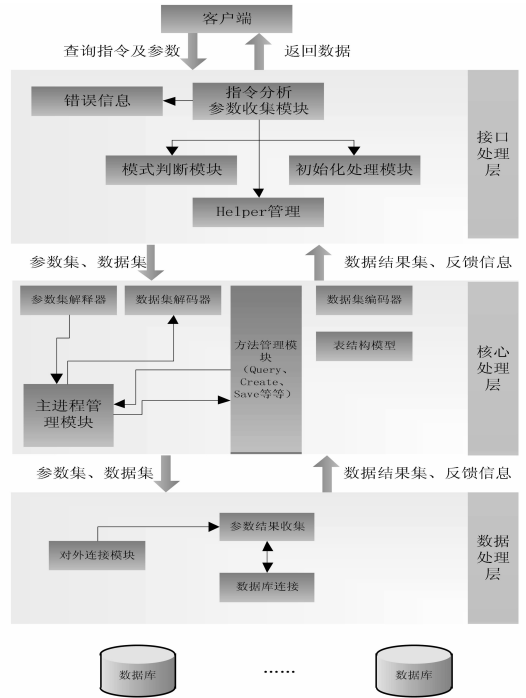 客户端
查询指令及参数
返回数据
错误信息
指令分析
参数收集模块
模式判断模块
初始化处理模块
Helper管理
接口
处理
层
参数集、数据集
数据结果集、反馈信息
参数集解释器
数据集解码器
方法管理模
块
(Query、
Create、
Save等等)
数据集编码器
表结构模型
主进程管
理模块
核心
处理
层
参数集、数据集
数据结果集、反馈信息
参数结果收集
对外连接模块
数据库连接
数据
处理
层
数据库
……
数据库